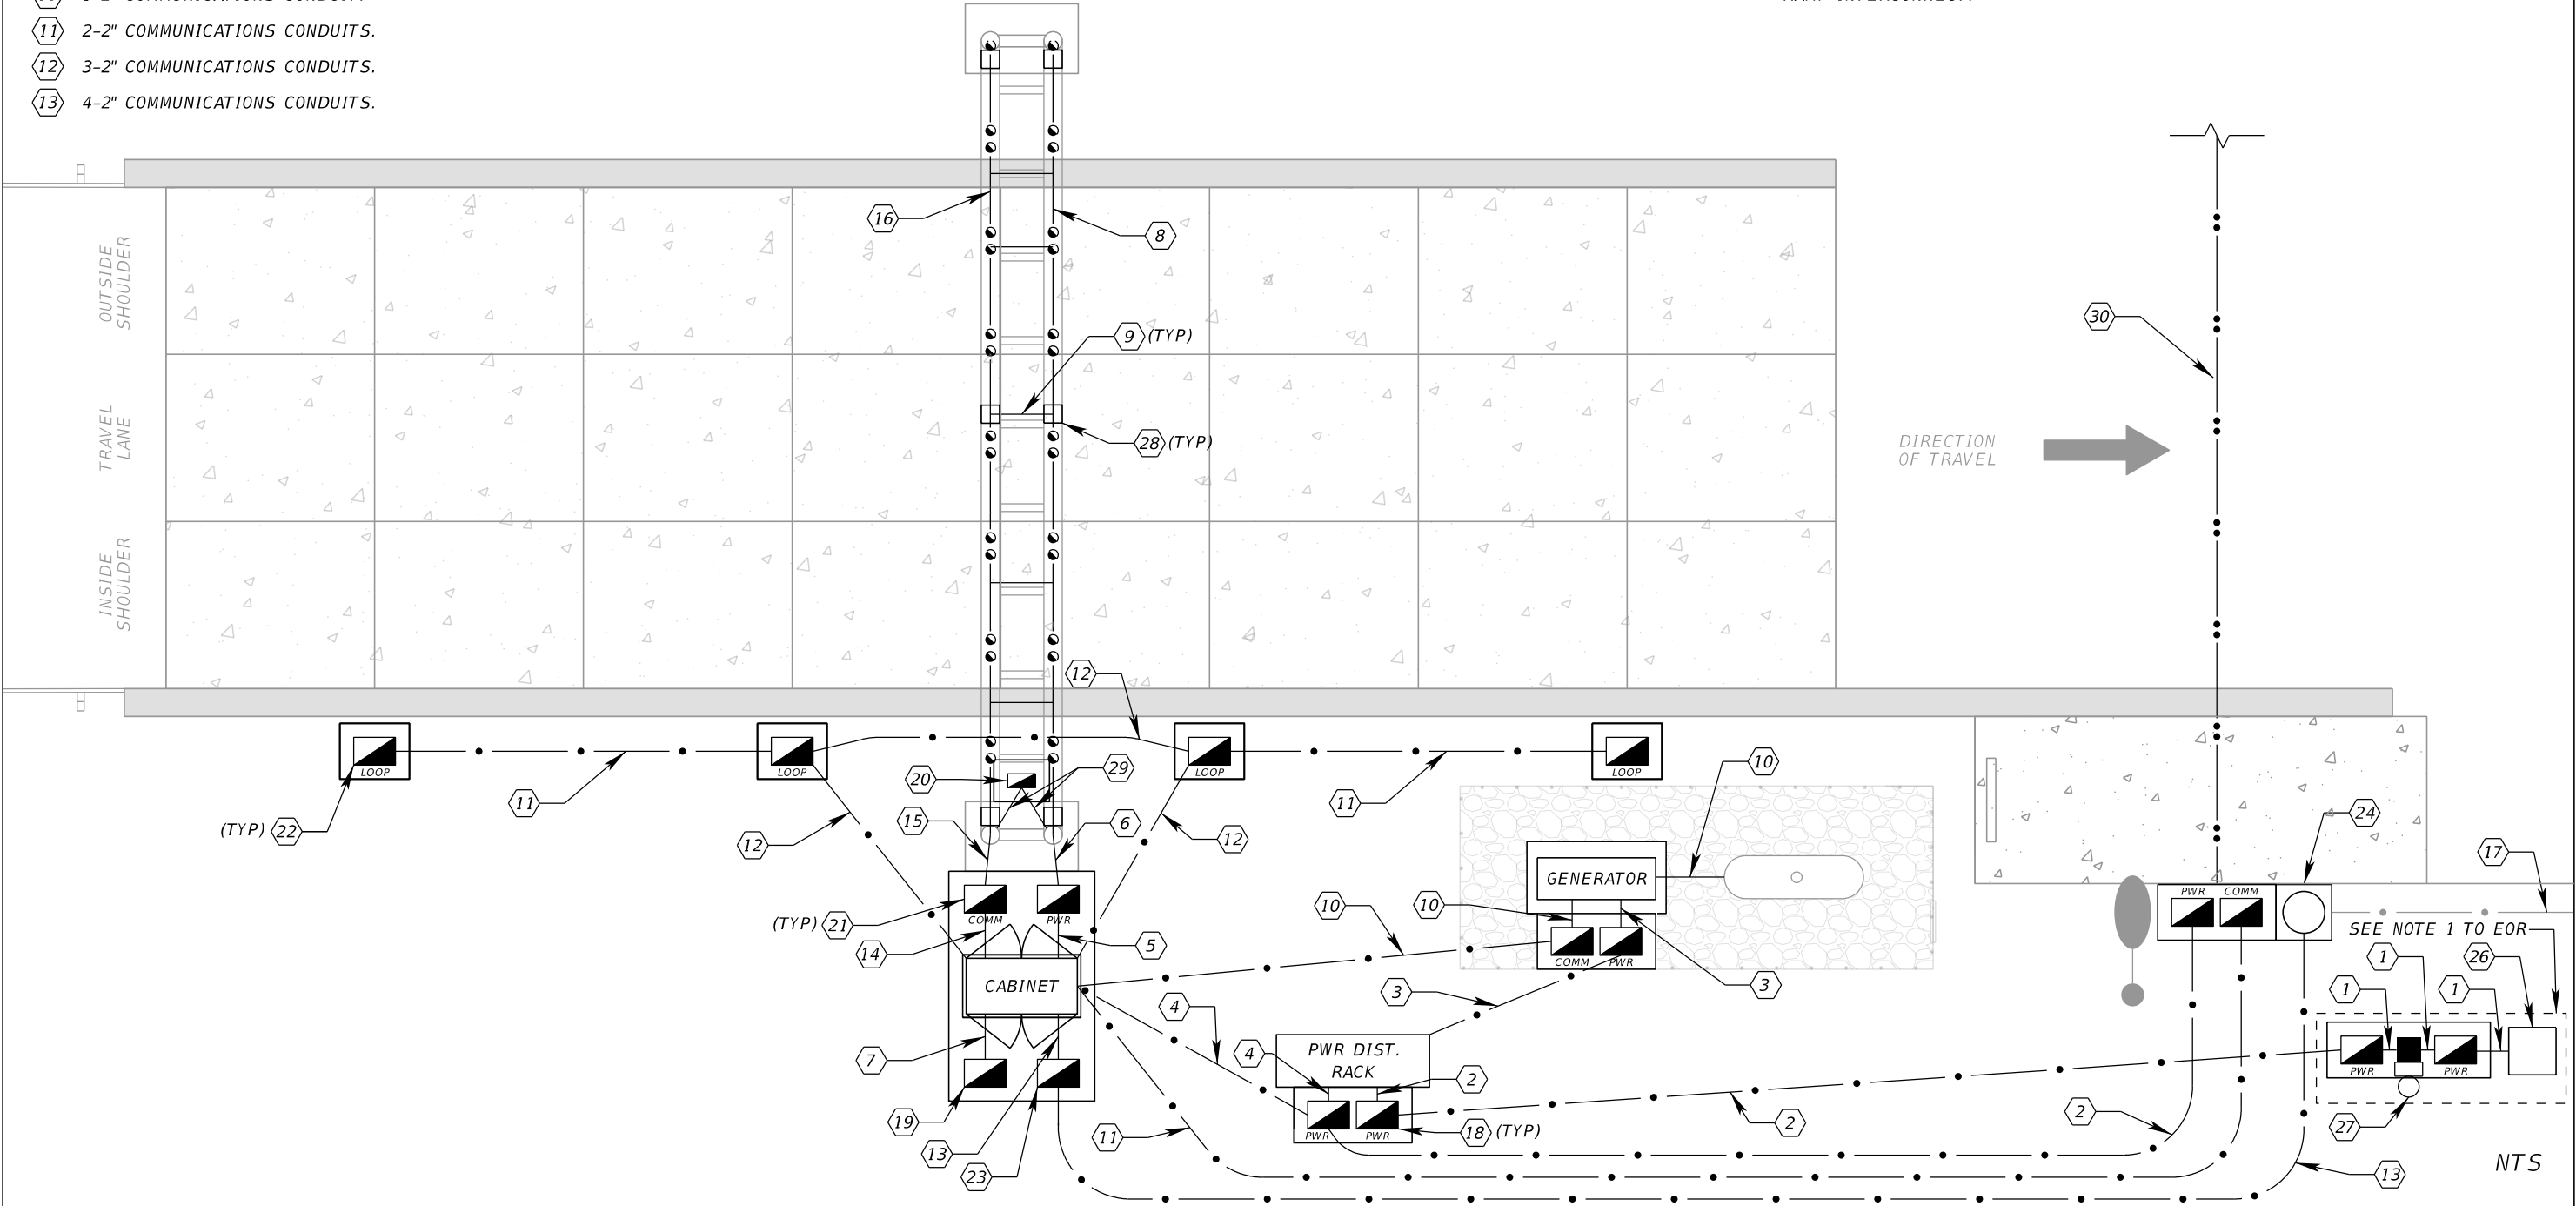 11 2-2" COMMUNICATIONS CONDUITS.
12 3-2" COMMUNICATIONS CONDUITS.
13 4-2" COMMUNICATIONS CONDUITS.
16
8
OUTSIDE
SHOULDER
30
9 (TYP)
TRAVEL
LANE
28 (TYP)
DIRECTION
OF TRAVEL
INSIDE
SHOULDER
12
LOOP
LOOP
LOOP
LOOP
20
29
10
11
11
(TYP) 22
12
15
6
12
24
17
GENERATOR
10
10
COMM
PWR
3
3
(TYP) 21
COMM
PWR
14
5
CABINET
7
19
13
23
4
4
11
PWR DIST.
RACK
2
PWR
PWR
18 (TYP)
2
2
PWR
COMM
SEE NOTE 1 TO EOR
1
26
1
1
PWR
PWR
27
13
NTS